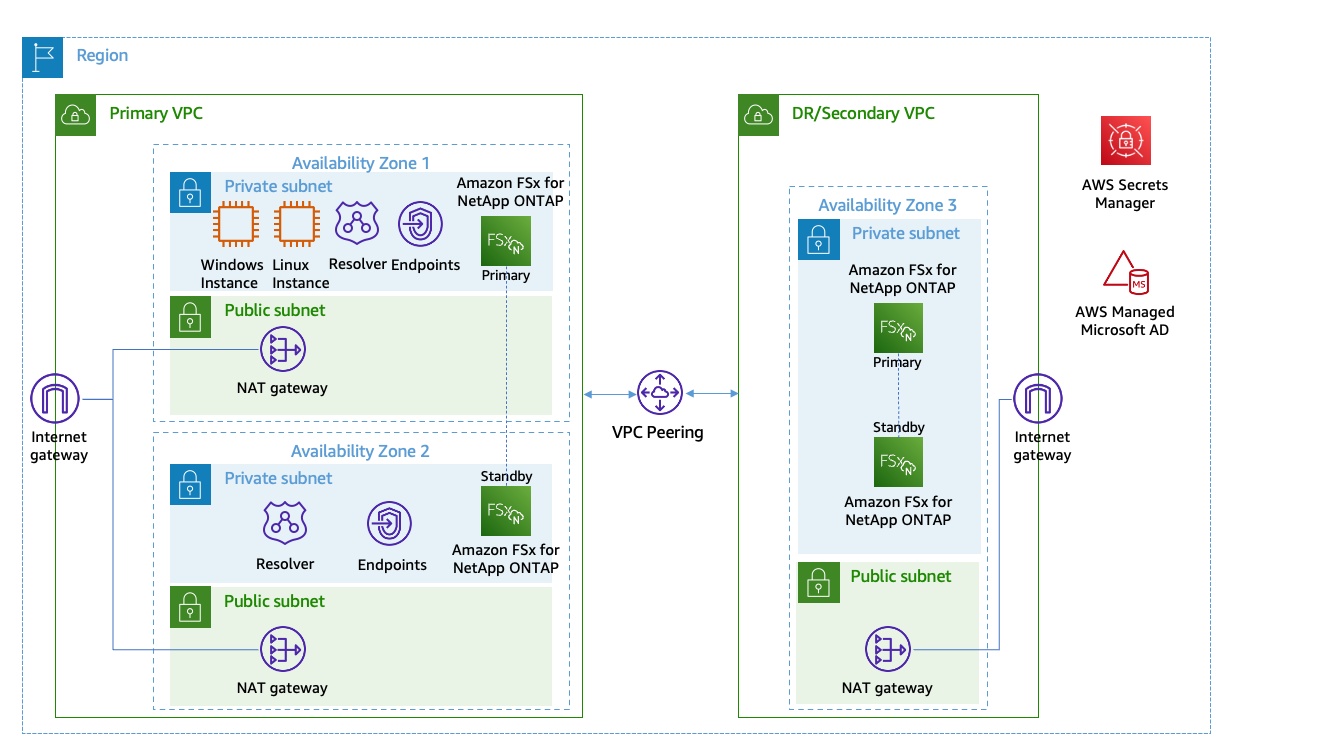 Region
Primary VPC
Availability Zone 1
Private subnet
Amazon FSx for
NetApp ONTAP
FSx
N
Primary
Windows
Instance
Linux
Instance
Resolver
Endpoints
Public subnet
NAT gateway
Internet
gateway
Availability Zone 2
Private subnet
Resolver
Endpoints
Standby
FSx
N
Amazon FSx for
NetApp ONTAP
Public subnet
NAT gateway
VPC Peering
DR/Secondary VPC
Availability Zone 3
Private subnet
Amazon FSx for
NetApp ONTAP
FSx
N
Primary
Standby
FSx
N
Amazon FSx for
NetApp ONTAP
Public subnet
NAT gateway
Internet
gateway
AWS Secrets
Manager
MS
AWS Managed
Microsoft AD